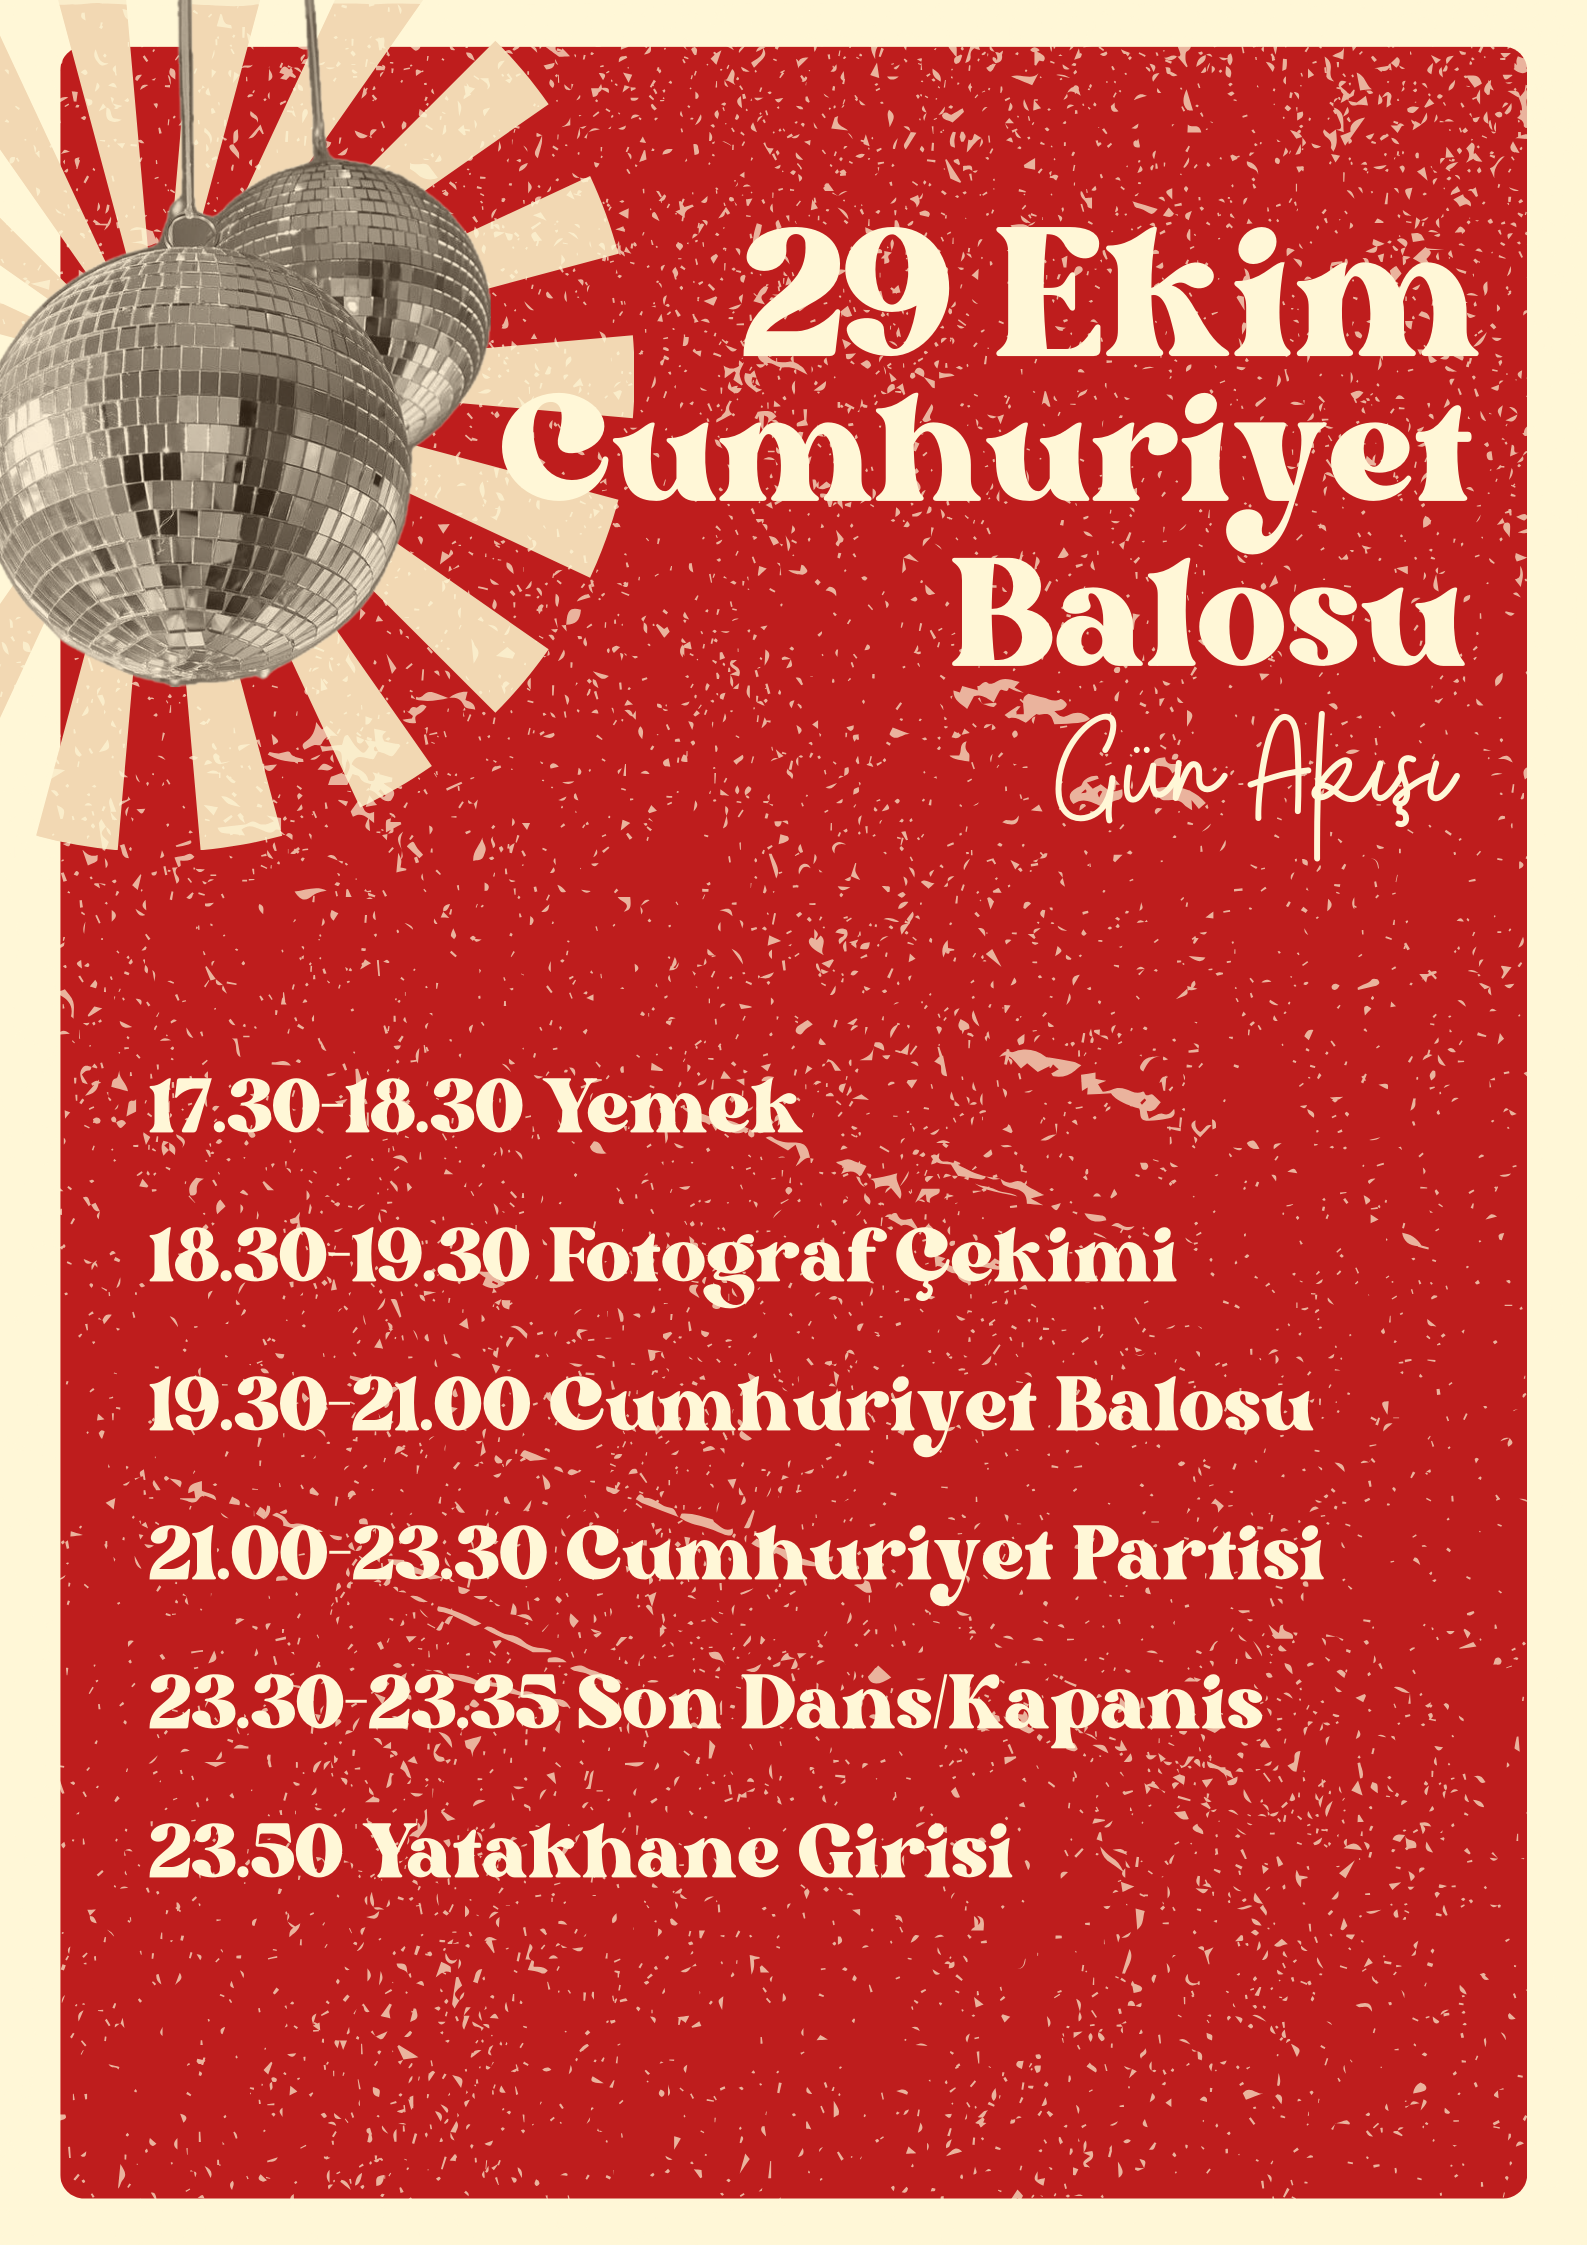 29 Ekim
Cumhuriyet
Balosu
Gün Akışı
17.30-18.30 Yemek
18.30-19.30 Fotograf Çekimi
19.30-21.00 Cumhuriyet Balosu
21.00-23.30 Cumhuriyet Partisi
23.30-23.35 Son Dans/Kapanis
23.50 Yatakhane Girisi